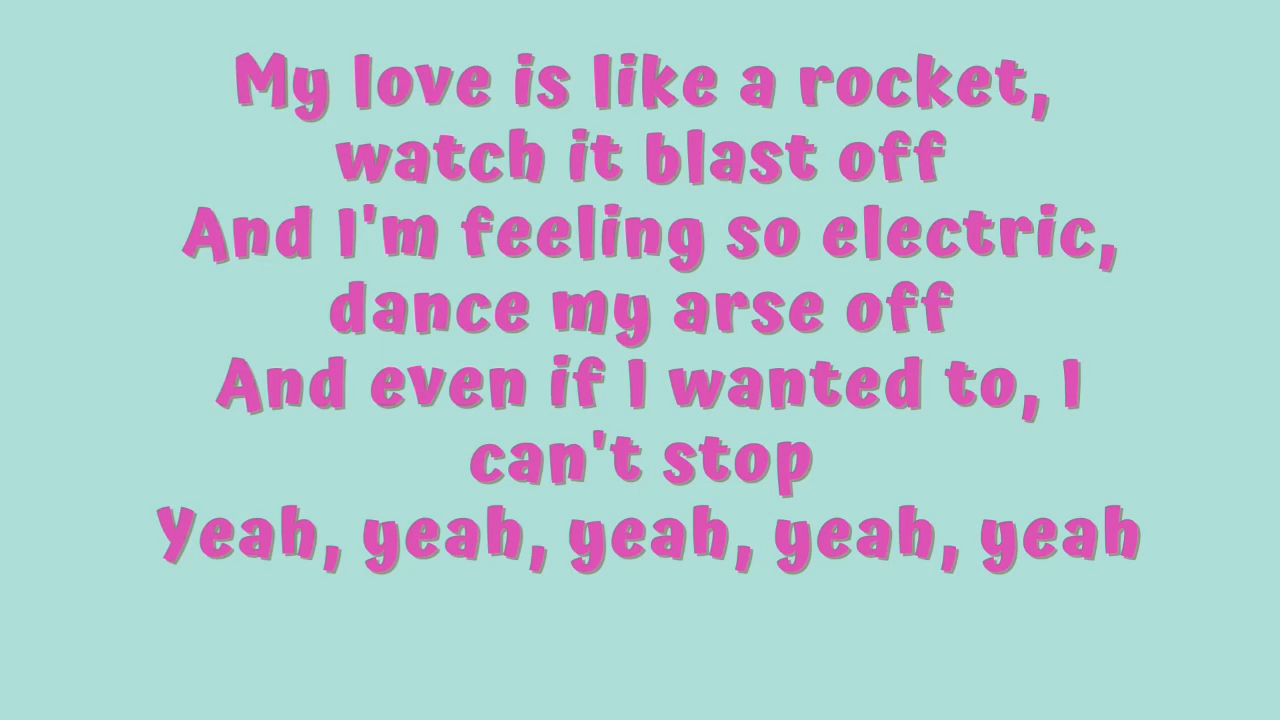 My love is like a rocket,
watch it blast off
And I'm feeling so electric,
dance my arse off
And even if I wanted to, I
can't stop
Yeah, yeah, yeah, yeah, yeah